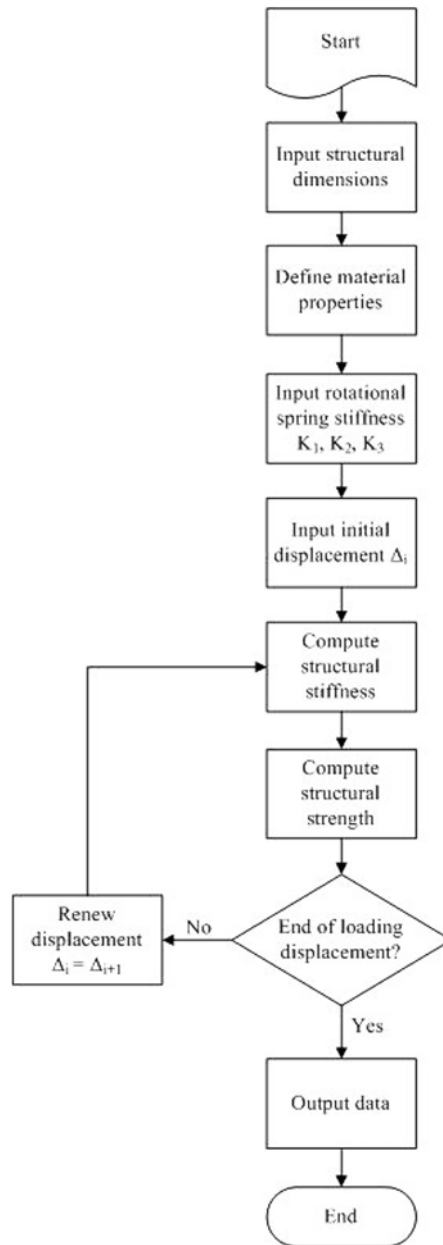 Start
Input structural
dimensions
Define material
properties
Input rotational
spring stiffness
K₁, K₂, K₃
Input initial
displacement Δᵢ
Compute
structural
stiffness
Compute
structural
strength
End of loading
displacement?
No
Renew
displacement
Δᵢ = Δᵢ₊₁
Yes
Output data
End